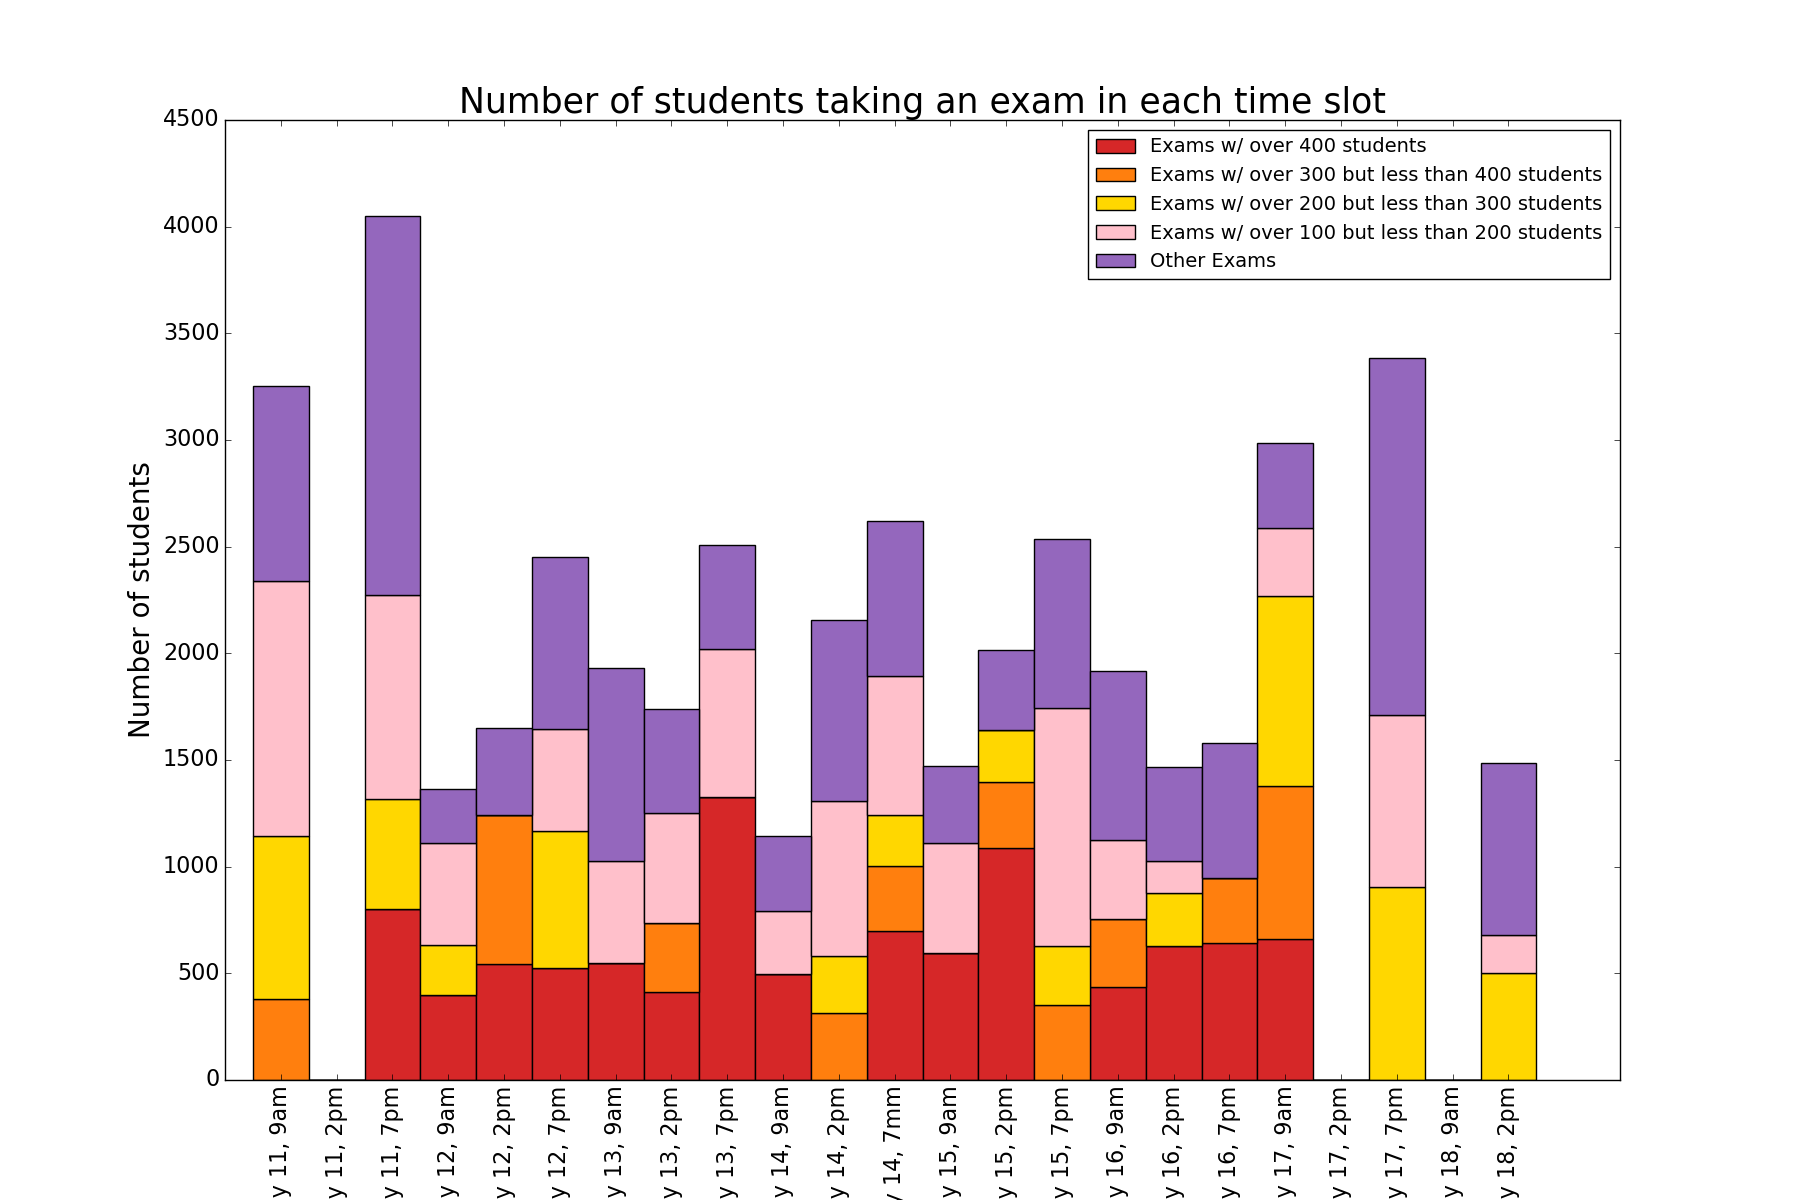 Number of students taking an exam in each time slot
Exams w/ over 400 students
Exams w/ over 300 but less than 400 students
Exams w/ over 200 but less than 300 students
Exams w/ over 100 but less than 200 students
Other Exams
Number of students
4500
4000
3500
3000
2500
2000
1500
1000
500
0
y 11, 9am
y 11, 2pm
y 11, 7pm
y 12, 9am
y 12, 2pm
y 12, 7pm
y 13, 9am
y 13, 2pm
y 13, 7pm
y 14, 9am
y 14, 2pm
y 14, 7mm
y 15, 9am
y 15, 2pm
y 15, 7pm
y 16, 9am
y 16, 2pm
y 16, 7pm
y 17, 9am
y 17, 2pm
y 17, 7pm
y 18, 9am
y 18, 2pm